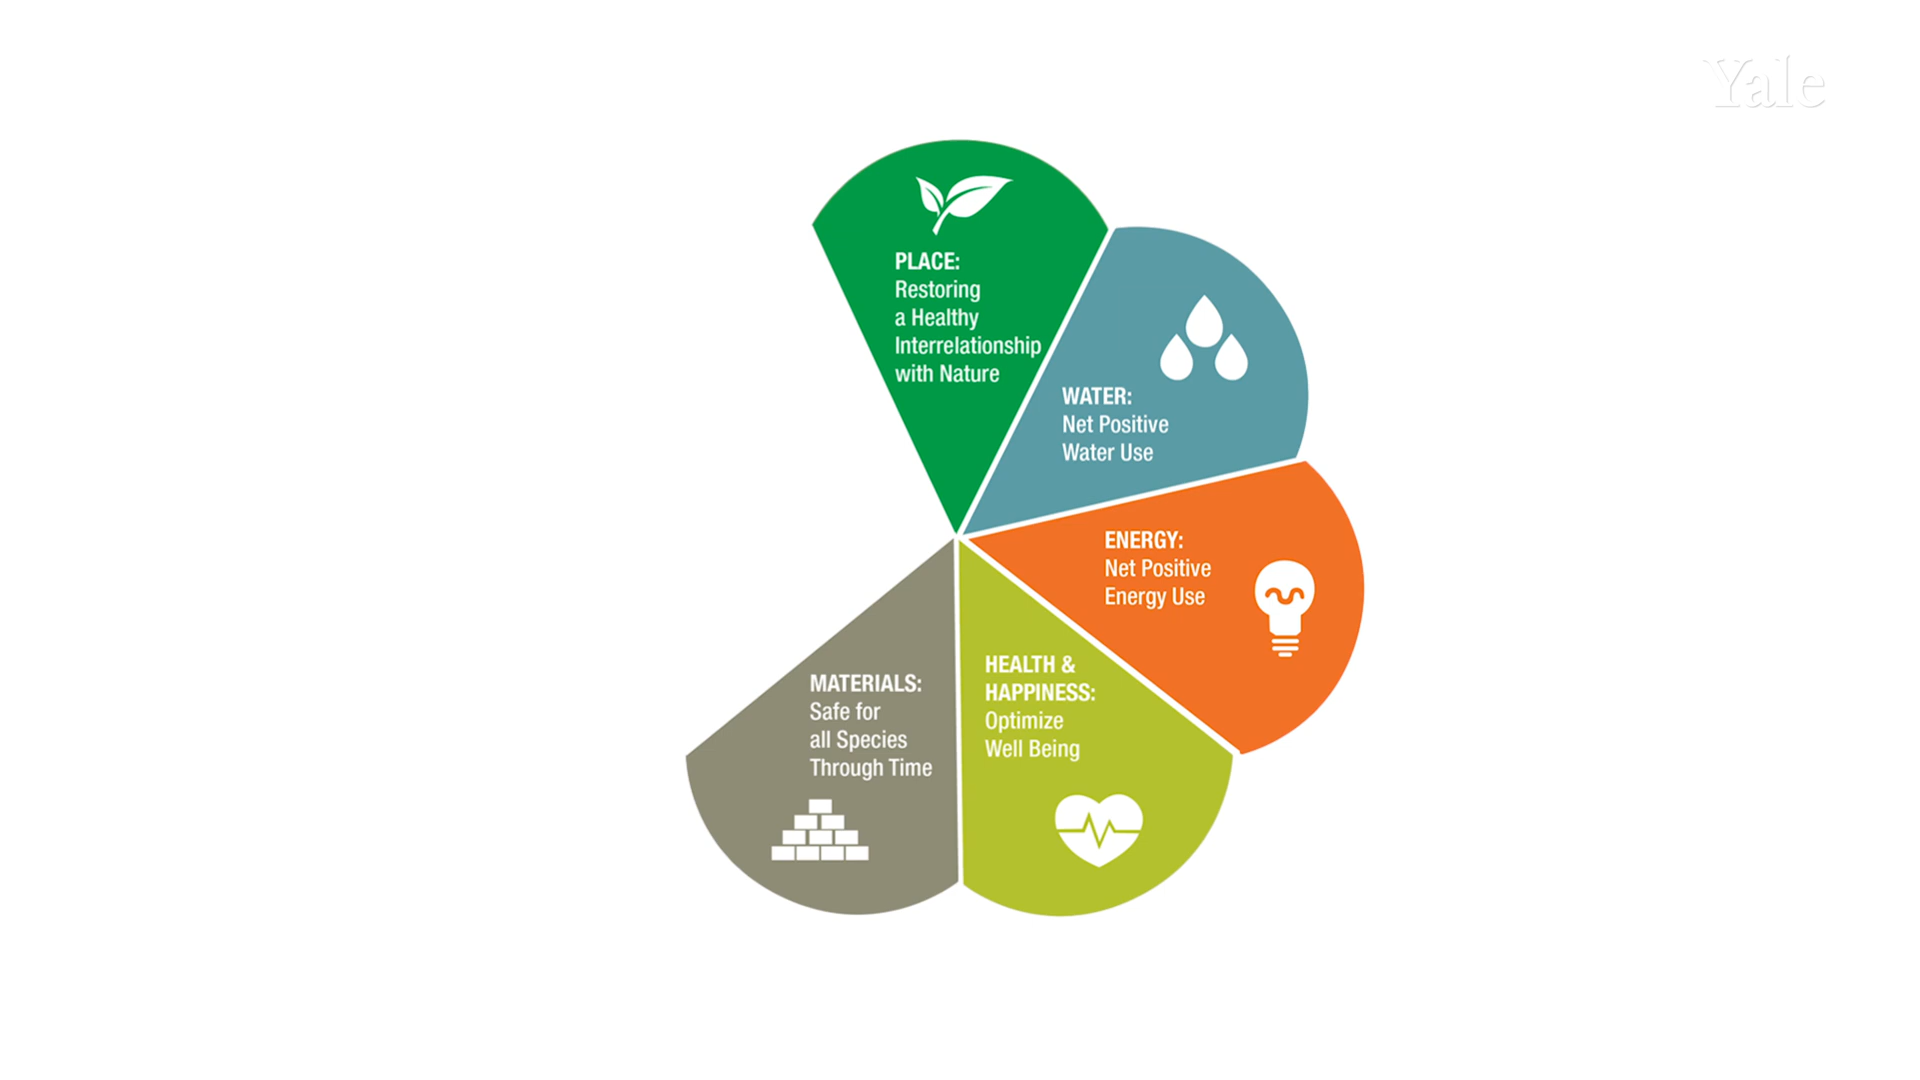 Yale
PLACE:
Restoring
a Healthy
Interrelationship
with Nature
WATER:
Net Positive
Water Use
ENERGY:
Net Positive
Energy Use
HEALTH &
HAPPINESS:
Optimize
Well Being
MATERIALS:
Safe for
all Species
Through Time